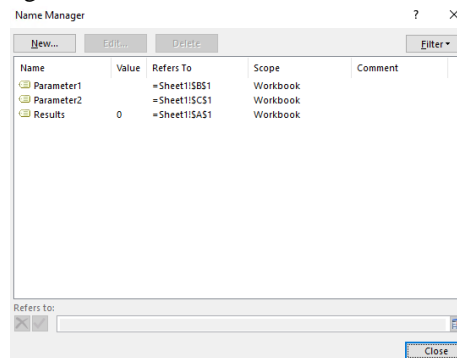 Name Manager ? ×
New... Edit... Delete Filter
Name Value Refers To Scope Comment
Parameter1 =Sheet1!$B$1 Workbook
Parameter2 =Sheet1!$C$1 Workbook
Results 0 =Sheet1!$A$1 Workbook
Refers to:
Close